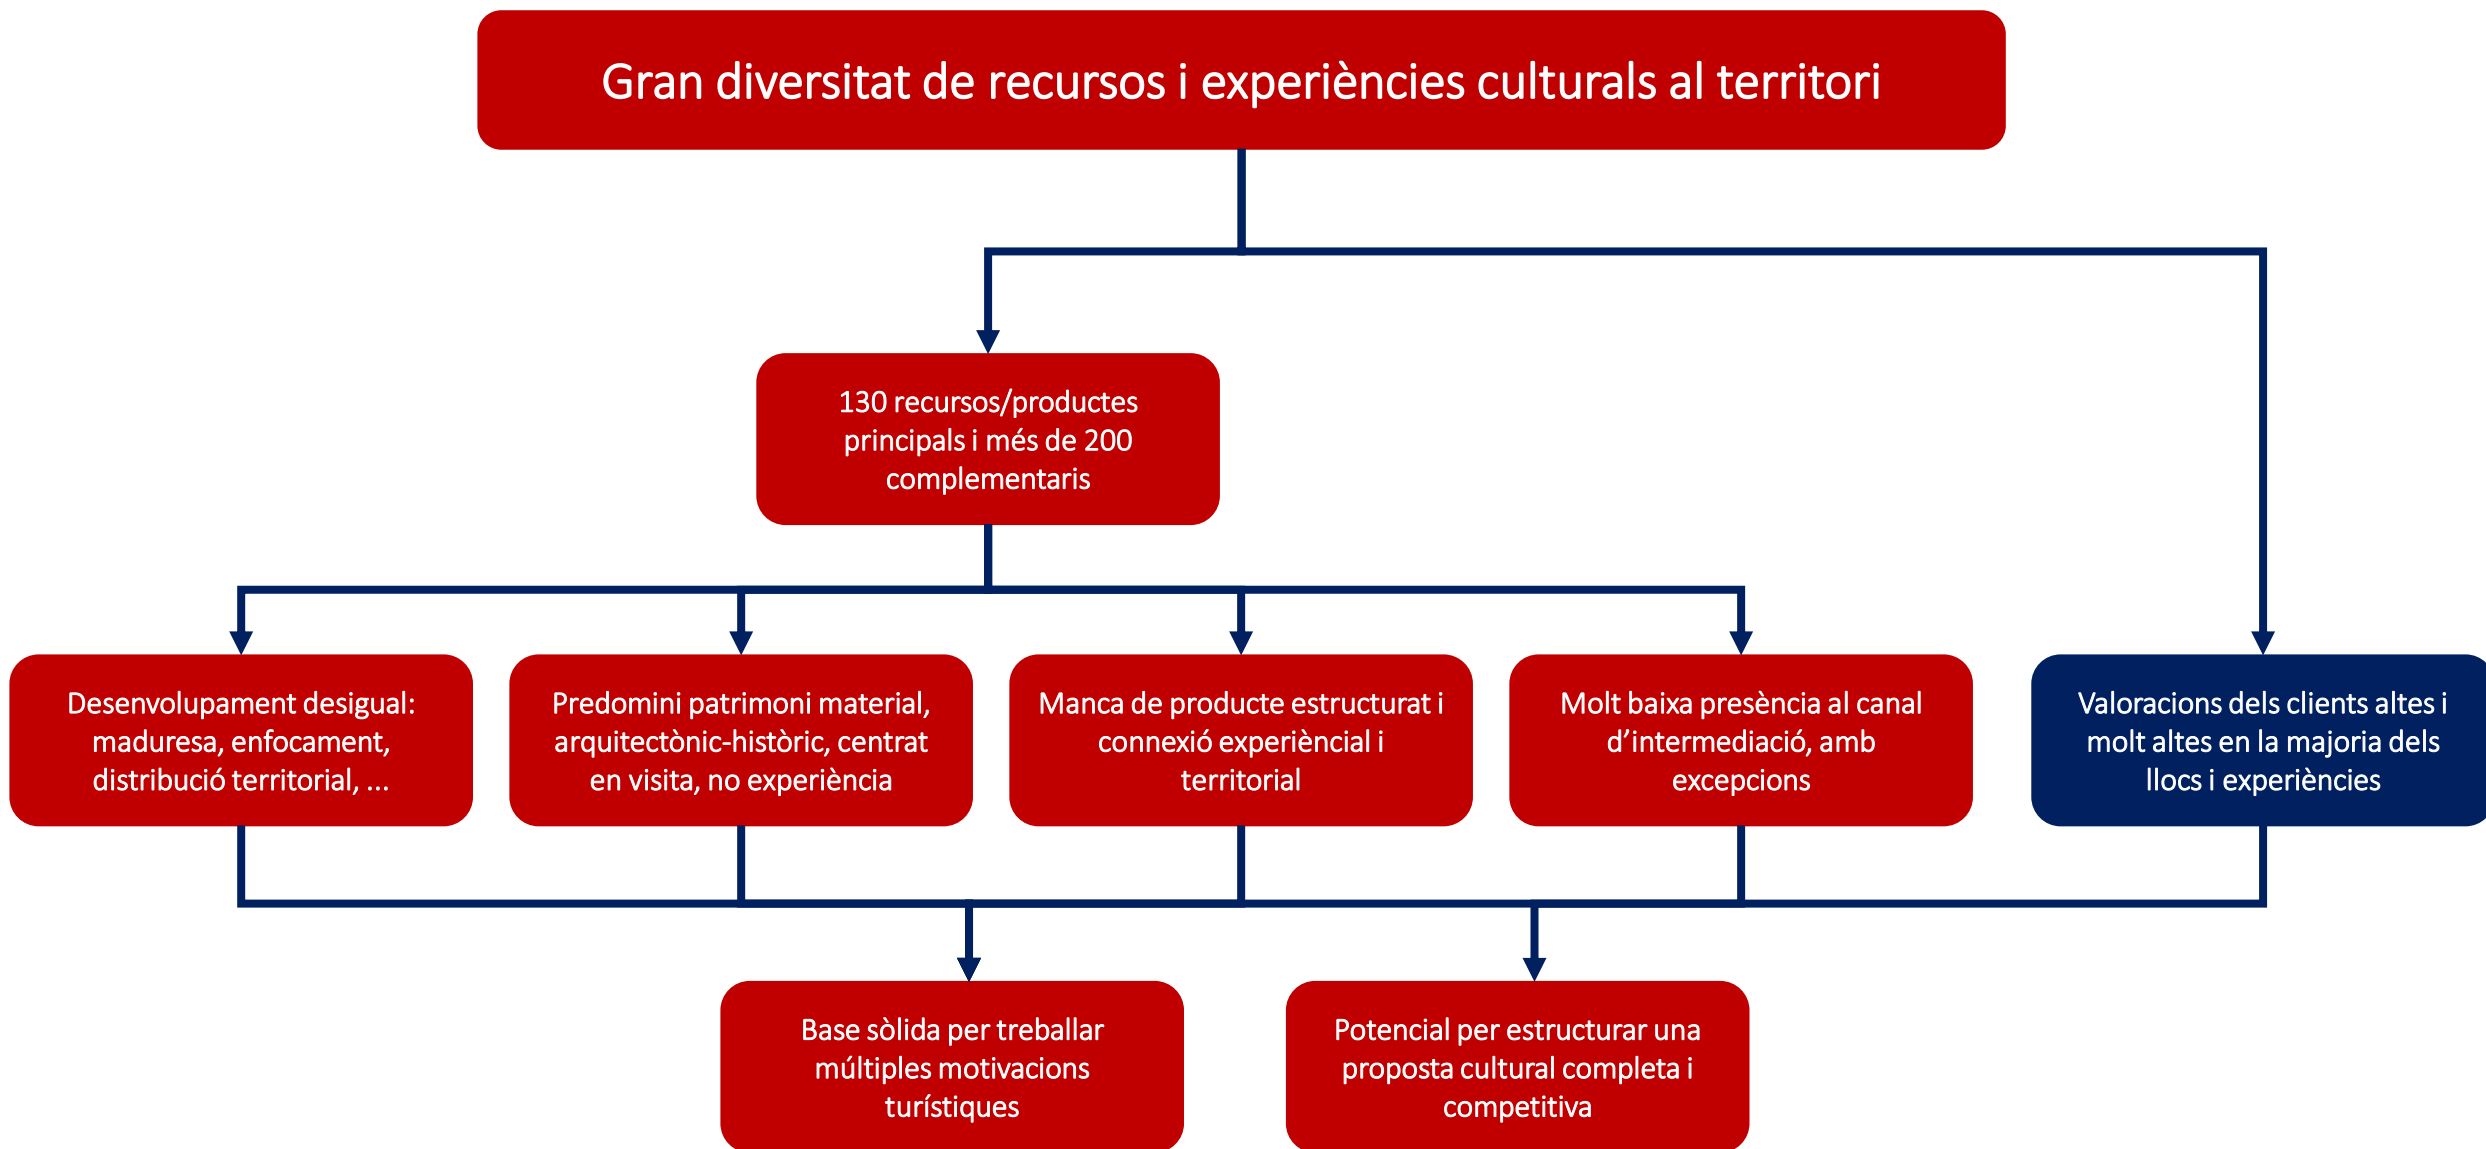 Gran diversitat de recursos i experiències culturals al territori
130 recursos/productes
principals i més de 200
complementaris
Desenvolupament desigual:
maduresa, enfocament,
distribució territorial, ...
Predomini patrimoni material,
arquitectònic-històric, centrat
en visita, no experiència
Manca de producte estructurat i
connexió experièncial i
territorial
Molt baixa presència al canal
d’intermediació, amb
excepcions
Valoracions dels clients altes i
molt altes en la majoria dels
llocs i experiències
Base sòlida per treballar
múltiples motivacions
turístiques
Potencial per estructurar una
proposta cultural completa i
competitiva